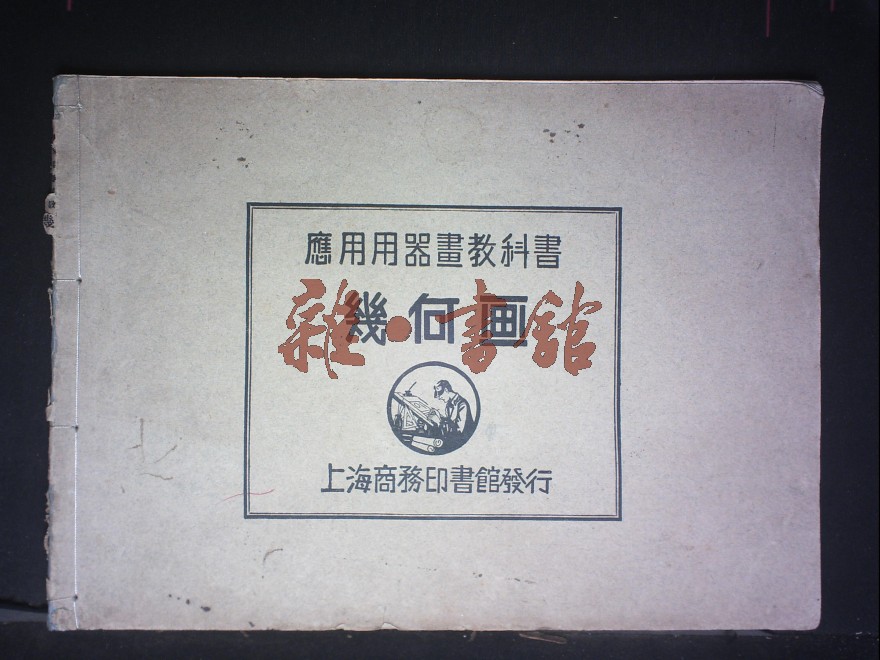 應用用器畫教科書
幾何画
雜·書館
上海商務印書館發行